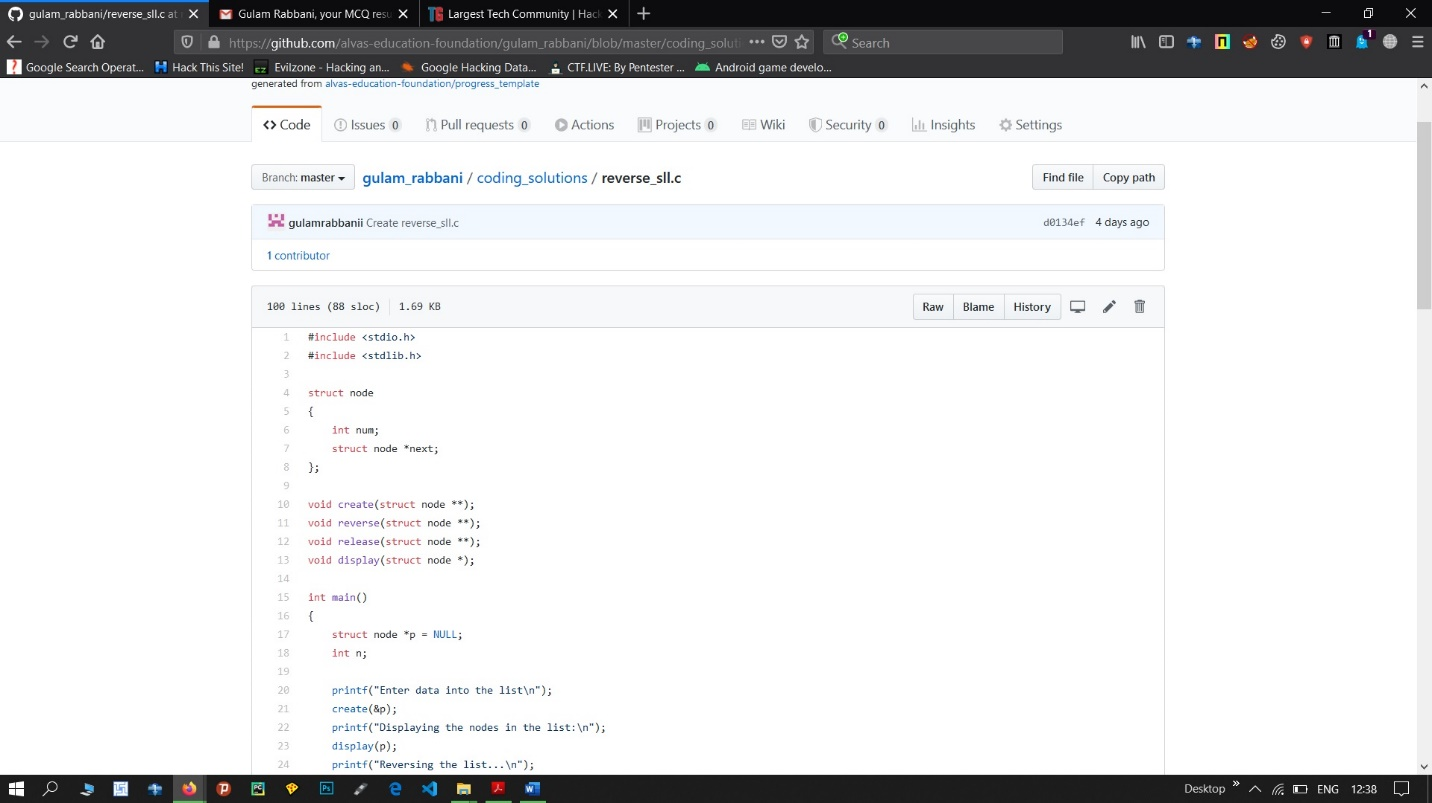 gulam_rabbani/reverse_sll.c at
Gulam Rabbani, your MCQ resu
TG Largest Tech Community | Hack
https://github.com/alvas-education-foundation/gulam_rabbani/blob/master/coding_soluti
Search
1
Google Search Operat... H Hack This Site! EZ Evilzone - Hacking an... Google Hacking Data... CTF.LIVE: By Pentester ... Android game develo...
generated from alvas-education-foundation/progress_template
<> Code Issues 0 Pull requests 0 Actions Projects 0 Wiki Security 0 Insights Settings
Branch: master gulam_rabbani / coding_solutions / reverse_sll.c Find file Copy path
gulamrabbanii Create reverse_sll.c d0134ef 4 days ago
1 contributor
100 lines (88 sloc) 1.69 KB Raw Blame History
1 #include <stdio.h>
2 #include <stdlib.h>
3
4 struct node
5 {
6 int num;
7 struct node *next;
8 };
9
10 void create(struct node **);
11 void reverse(struct node **);
12 void release(struct node **);
13 void display(struct node *);
14
15 int main()
16 {
17 struct node *p = NULL;
18 int n;
19
20 printf("Enter data into the list\n");
21 create(&p);
22 printf("Displaying the nodes in the list:\n");
23 display(p);
24 printf("Reversing the list...\n");
Desktop ENG 12:38